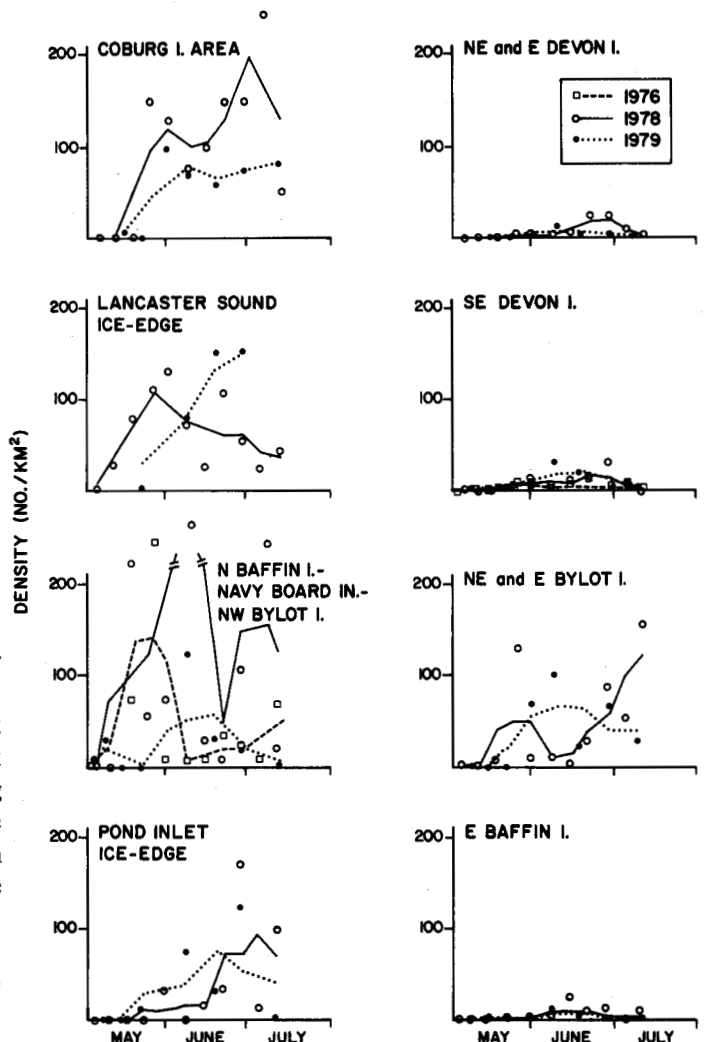 COBURG I. AREA
200
100
NE and E DEVON I.
200
100
1976
1978
1979
LANCASTER SOUND
ICE-EDGE
200
100
SE DEVON I.
200
100
DENSITY (NO./KM²)
N BAFFIN I.-
NAVY BOARD IN.-
NW BYLOT I.
200
100
NE and E BYLOT I.
200
100
POND INLET
ICE-EDGE
200
100
MAY JUNE JULY
E BAFFIN I.
200
100
MAY JUNE JULY